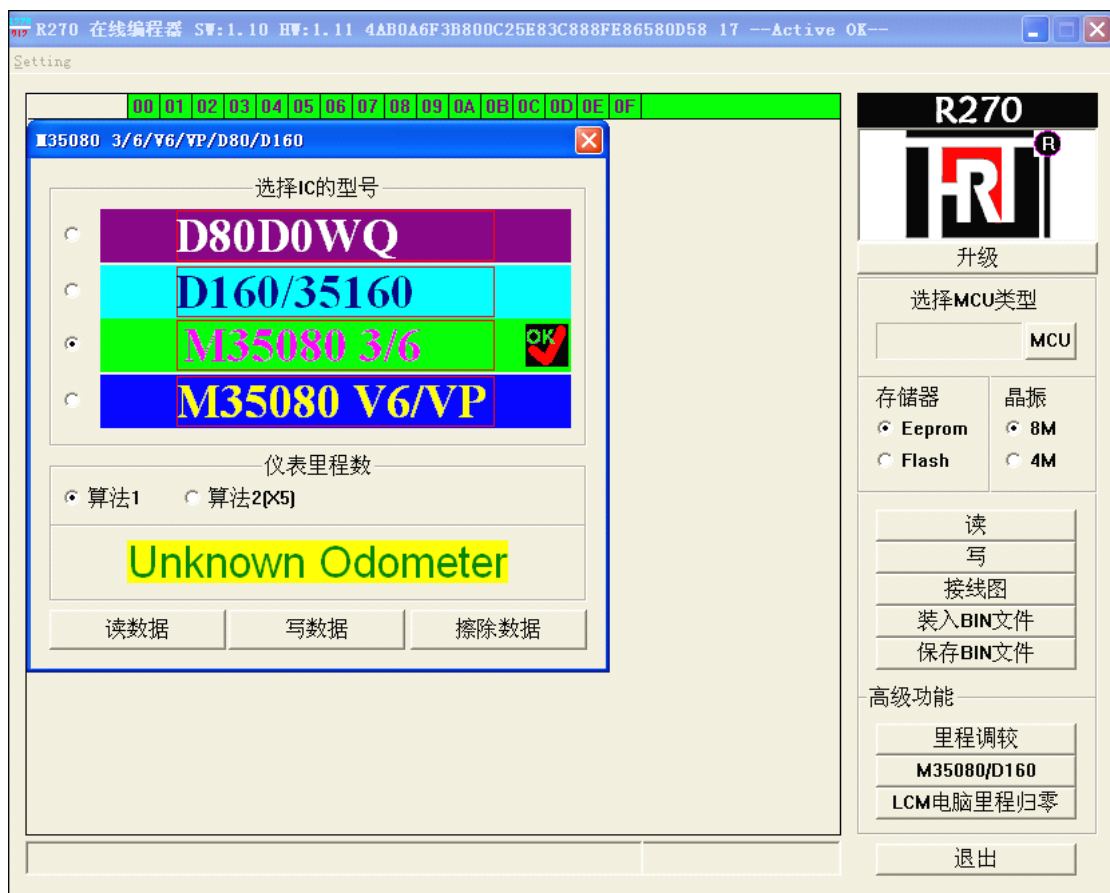 R270 在线编程器 SW:1.10 HW:1.11 4AB0A6F3B800C25E83C888FE86580D58 17 --Active OK--
Setting
00 01 02 03 04 05 06 07 08 09 0A 0B 0C 0D 0E 0F
M35080 3/6/V6/VP/D80/D160
选择IC的型号
D80D0WQ
D160/35160
M35080 3/6
OK
M35080 V6/VP
仪表里程数
算法1
算法2(X5)
Unknown Odometer
读数据
写数据
擦除数据
R270
HRT
R
升级
选择MCU类型
MCU
存储器
Eeprom
Flash
晶振
8M
4M
读
写
接线图
装入BIN文件
保存BIN文件
高级功能
里程调较
M35080/D160
LCM电脑里程归零
退出